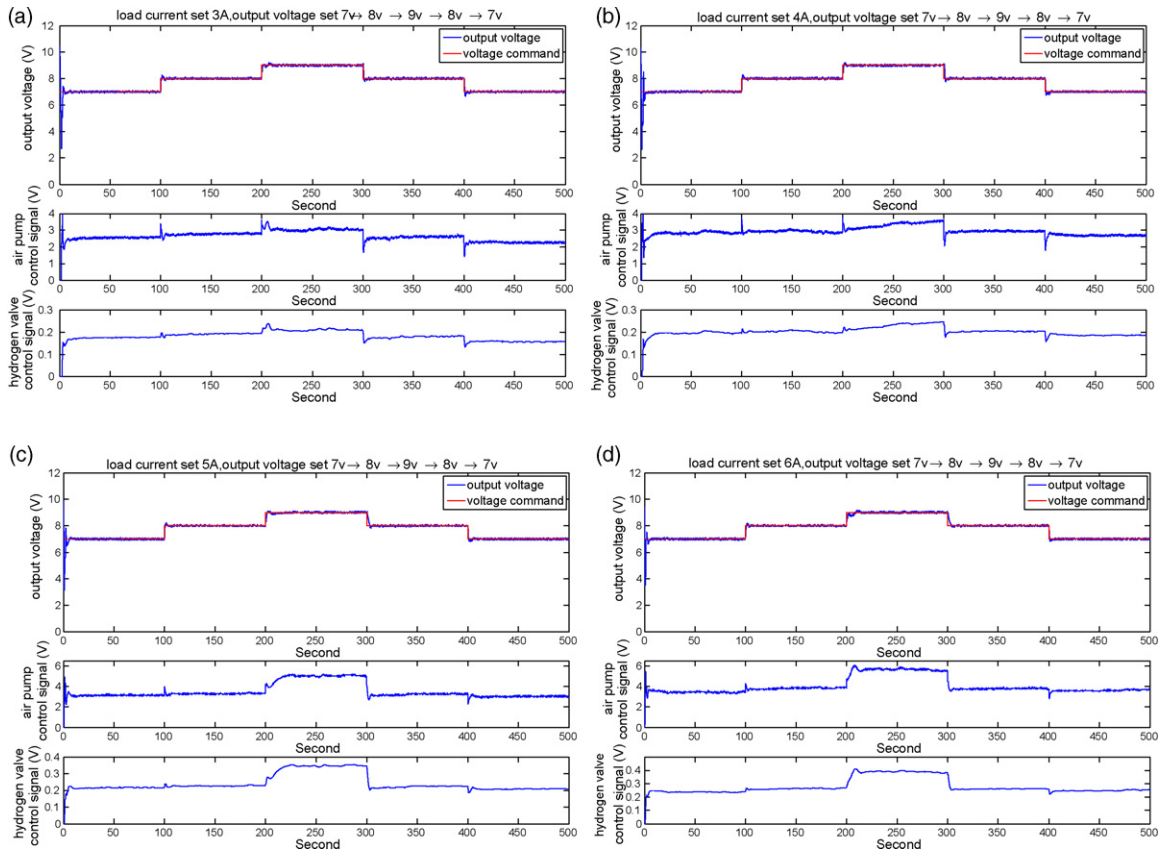 (a)
load current set 3A,output voltage set 7v→ 8v → 9v → 8v → 7v
output voltage (V)
12
10
8
6
4
2
0
output voltage
voltage command
0 50 100 150 200 250 300 350 400 450 500
Second
air pump
control signal (V)
4
3
2
1
0
0 50 100 150 200 250 300 350 400 450 500
Second
hydrogen valve
control signal (V)
0.3
0.2
0.1
0
0 50 100 150 200 250 300 350 400 450 500
Second
(b)
load current set 4A,output voltage set 7v→ 8v → 9v → 8v → 7v
output voltage (V)
12
10
8
6
4
2
0
output voltage
voltage command
0 50 100 150 200 250 300 350 400 450 500
Second
air pump
control signal (V)
4
3
2
1
0
0 50 100 150 200 250 300 350 400 450 500
Second
hydrogen valve
control signal (V)
0.3
0.2
0.1
0
0 50 100 150 200 250 300 350 400 450 500
Second
(c)
load current set 5A,output voltage set 7v→ 8v →9v → 8v → 7v
output voltage (V)
12
10
8
6
4
2
0
output voltage
voltage command
0 50 100 150 200 250 300 350 400 450 500
Second
air pump
control signal (V)
6
4
2
0
0 50 100 150 200 250 300 350 400 450 500
Second
hydrogen valve
control signal (V)
0.4
0.3
0.2
0.1
0
0 50 100 150 200 250 300 350 400 450 500
Second
(d)
load current set 6A,output voltage set 7v→ 8v → 9v → 8v → 7v
output voltage (V)
12
10
8
6
4
2
0
output voltage
voltage command
0 50 100 150 200 250 300 350 400 450 500
Second
air pump
control signal (V)
6
4
2
0
0 50 100 150 200 250 300 350 400 450 500
Second
hydrogen valve
control signal (V)
0.4
0.3
0.2
0.1
0
0 50 100 150 200 250 300 350 400 450 500
Second